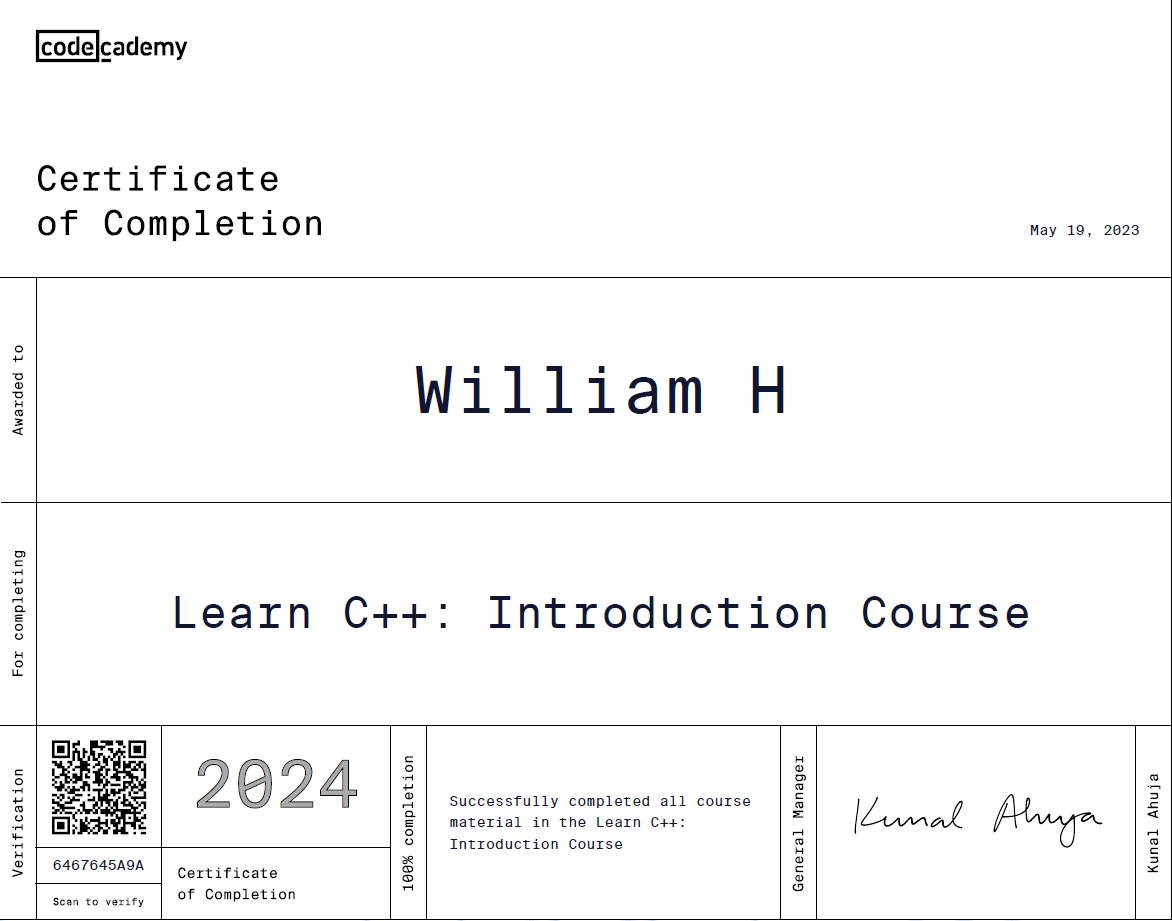 codecademy
Certificate
of Completion
May 19, 2023
Awarded to
William H
For completing
Learn C++: Introduction Course
Verification
6467645A9A
Scan to verify
2024
Certificate
of Completion
100% completion
Successfully completed all course
material in the Learn C++:
Introduction Course
General Manager
Kunal Ahuja
Kunal Ahuja